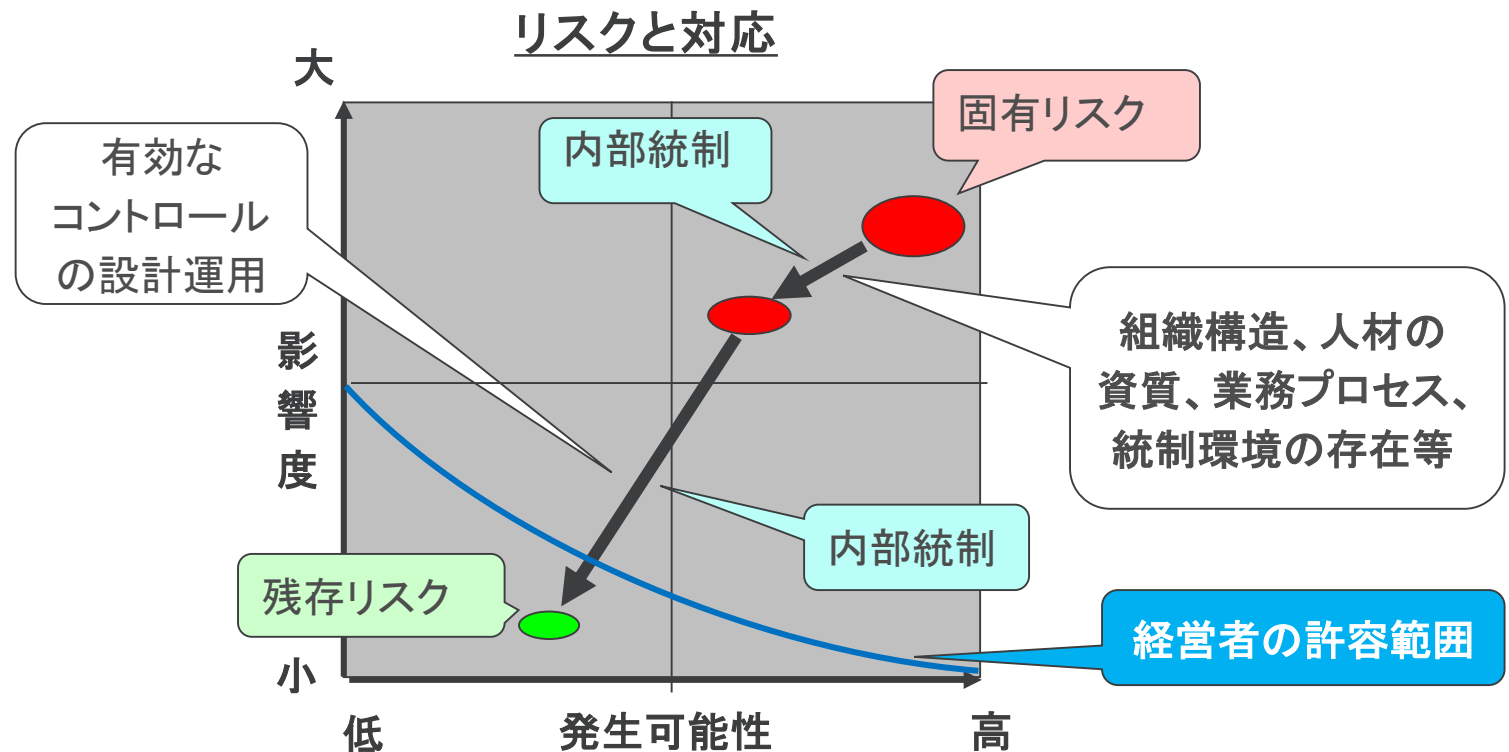 リスクと対応
大
固有リスク
内部統制
有効な
コントロール
の設計運用
組織構造、人材の
資質、業務プロセス、
統制環境の存在等
影
響
度
内部統制
残存リスク
経営者の許容範囲
小
低
発生可能性
高